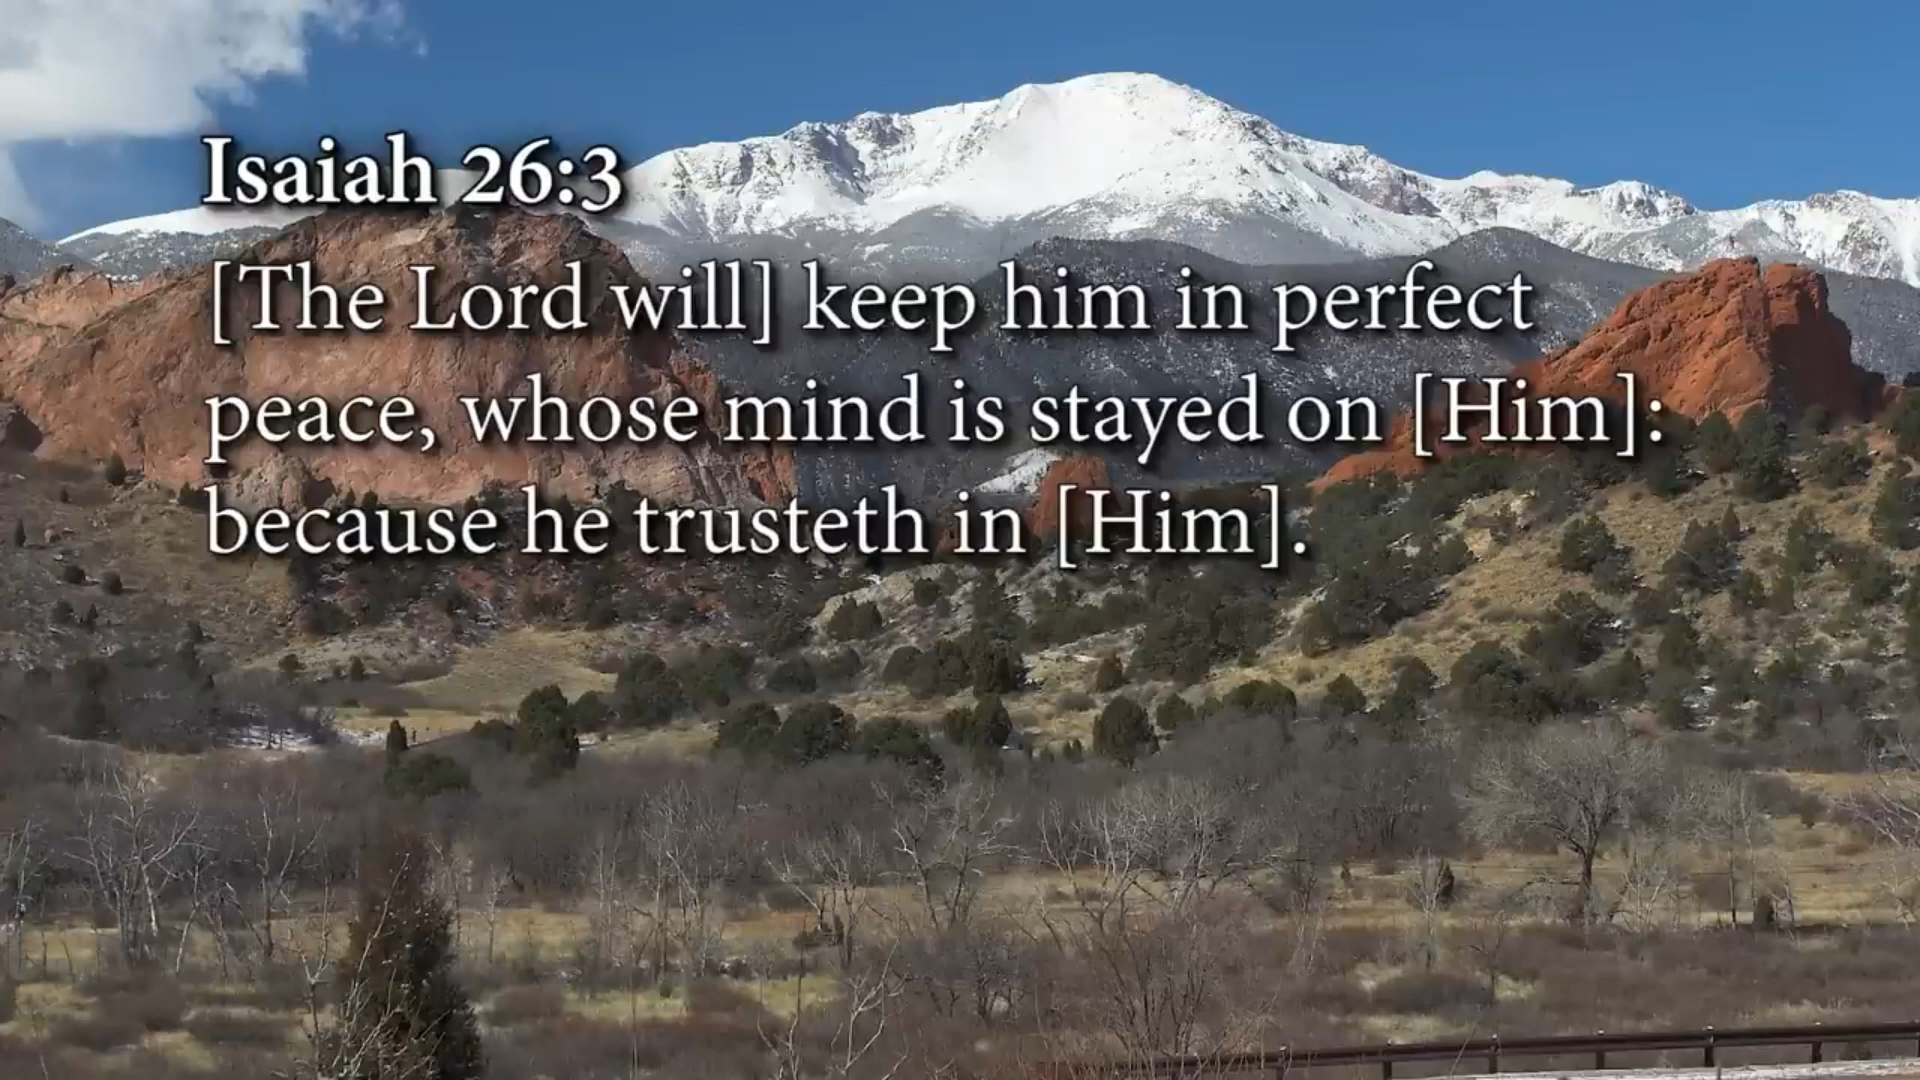 Isaiah 26:3
[The Lord will] keep him in perfect
peace, whose mind is stayed on [Him]:
because he trusteth in [Him].